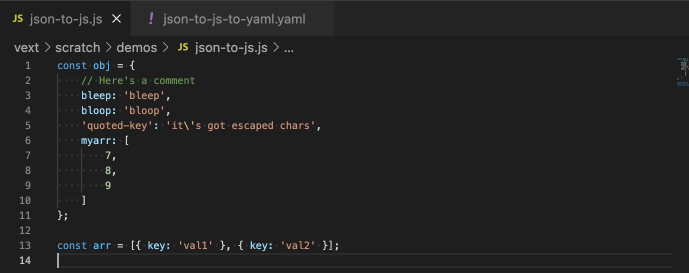 JS json-to-js.js × ! json-to-js-to-yaml.yaml
vext > scratch > demos > JS json-to-js.js > ...
1 const obj = {
2     // Here's a comment
3     bleep: 'bleep',
4     bloop: 'bloop',
5     'quoted-key': 'it\'s got escaped chars',
6     myarr: [
7         7,
8         8,
9         9
10     ]
11 };
12
13 const arr = [{ key: 'val1' }, { key: 'val2' }];
14